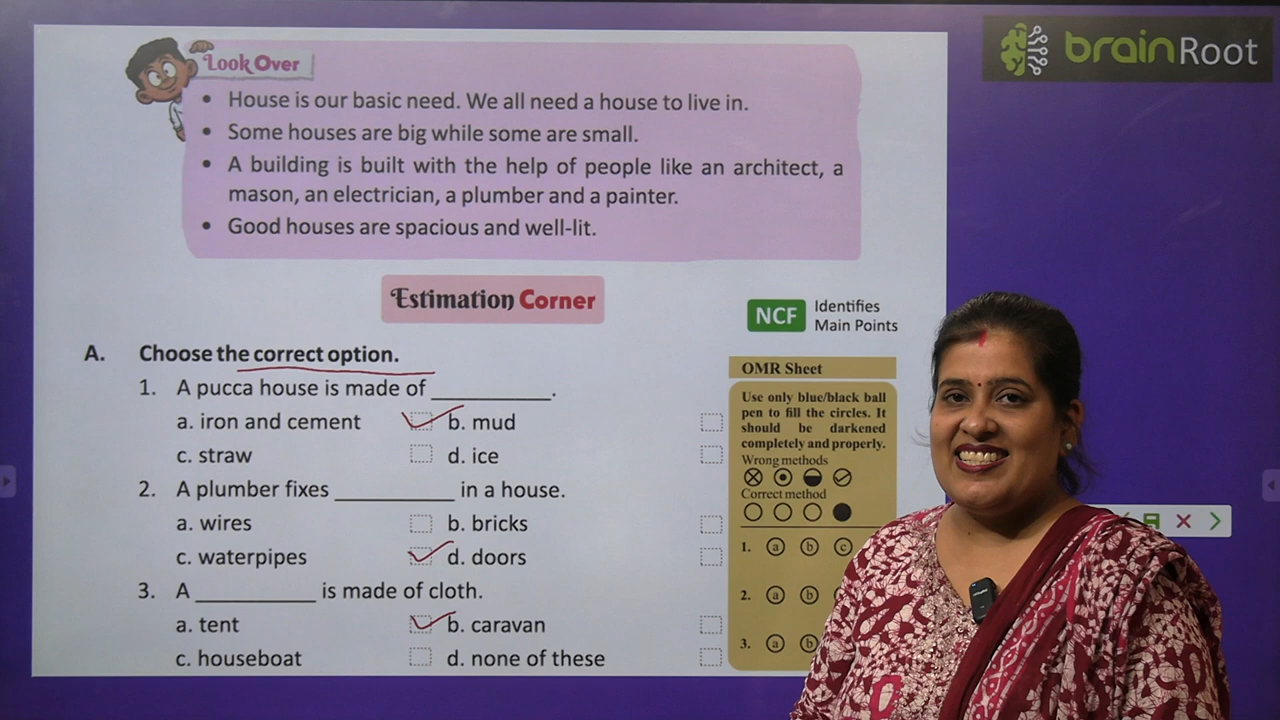 brainRoot
Look Over
• House is our basic need. We all need a house to live in.
• Some houses are big while some are small.
• A building is built with the help of people like an architect, a
mason, an electrician, a plumber and a painter.
• Good houses are spacious and well-lit.
Estimation Corner
NCF
Identifies
Main Points
A. Choose the correct option.
1. A pucca house is made of __________.
a. iron and cement b. mud
c. straw d. ice
2. A plumber fixes __________ in a house.
a. wires b. bricks
c. waterpipes d. doors
3. A __________ is made of cloth.
a. tent b. caravan
c. houseboat d. none of these
OMR Sheet
Use only blue/black ball
pen to fill the circles. It
should be darkened
completely and properly.
Wrong methods
Correct method
1. a b c
2. a b
3. a b